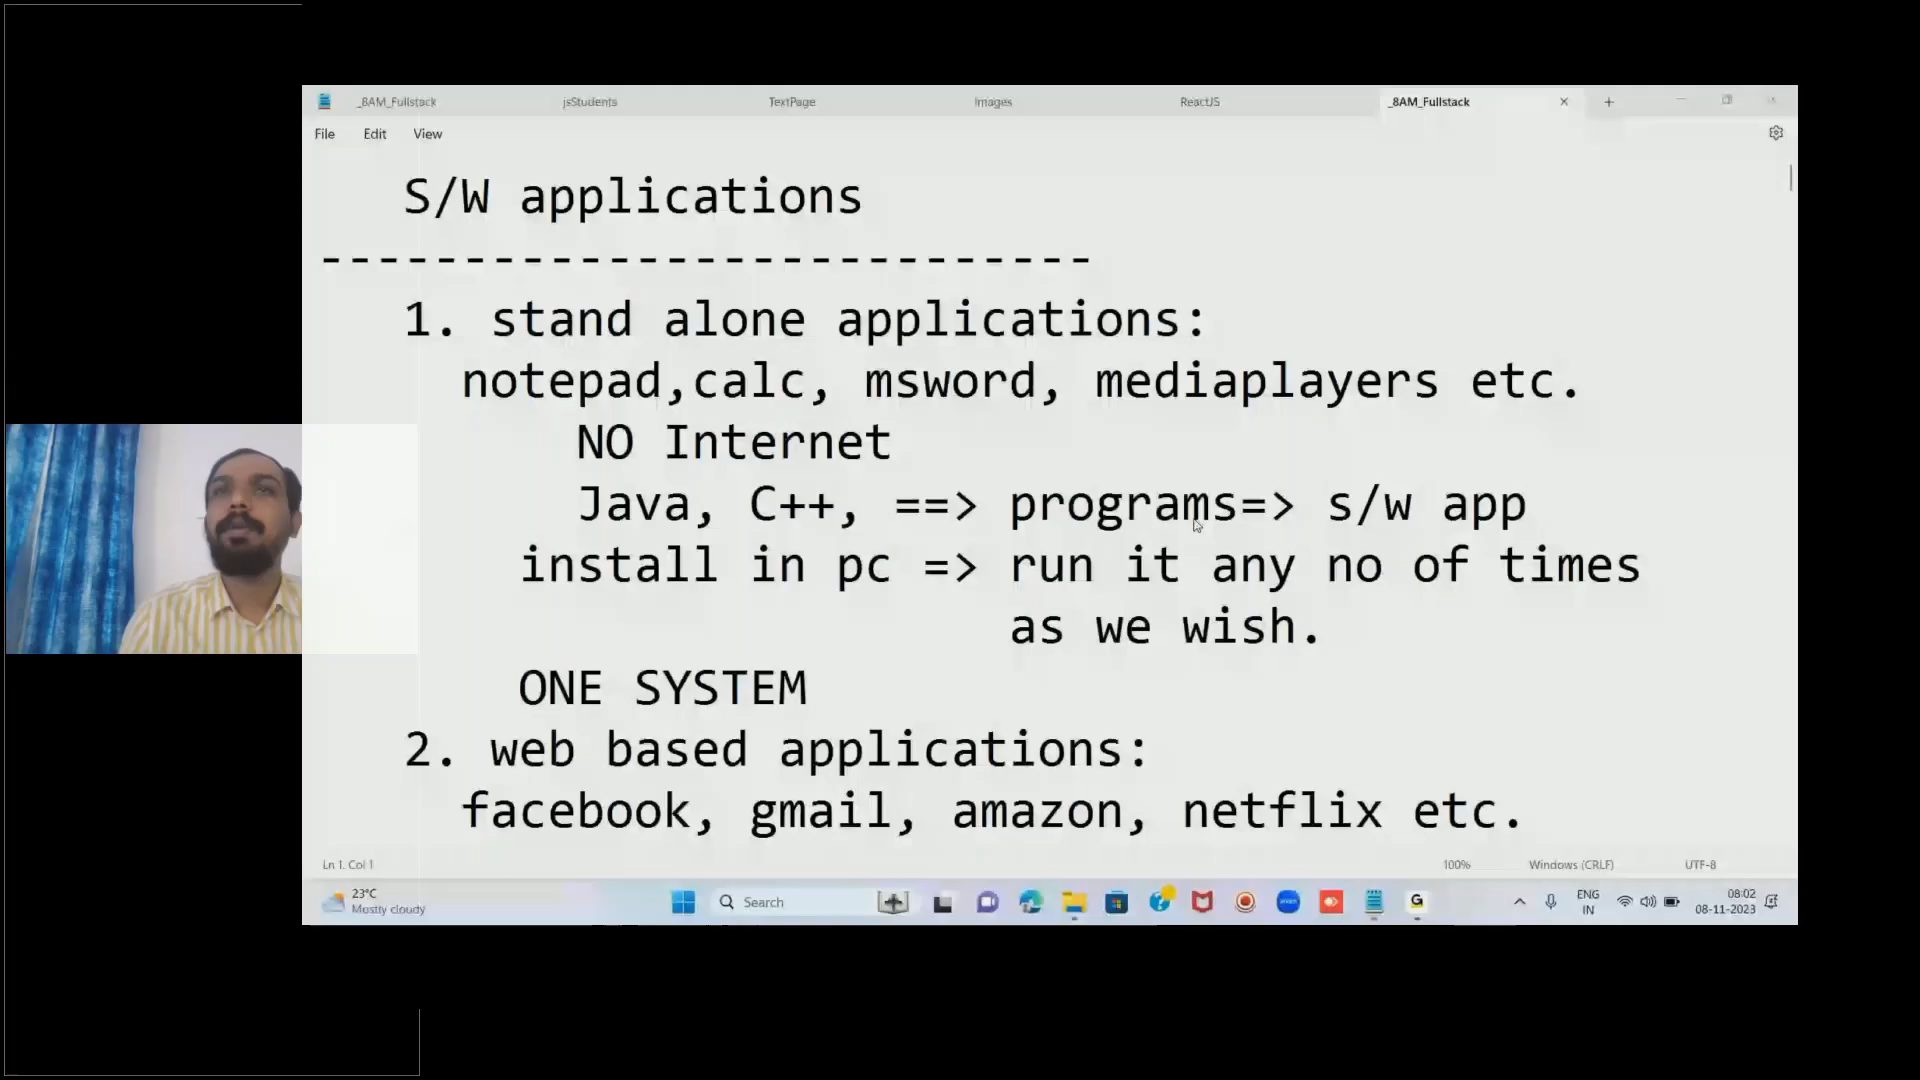 _8AM_Fullstack jsStudents TextPage Images ReactJS _8AM_Fullstack
File Edit View
S/W applications
---------------------------
1. stand alone applications:
notepad,calc, msword, mediaplayers etc.
NO Internet
Java, C++, ==> programs=> s/w app
install in pc => run it any no of times
as we wish.
ONE SYSTEM
2. web based applications:
facebook, gmail, amazon, netflix etc.
Ln 1, Col 1 100% Windows (CRLF) UTF-8
23°C
Mostly cloudy
Search
ENG
IN
08:02
08-11-2023